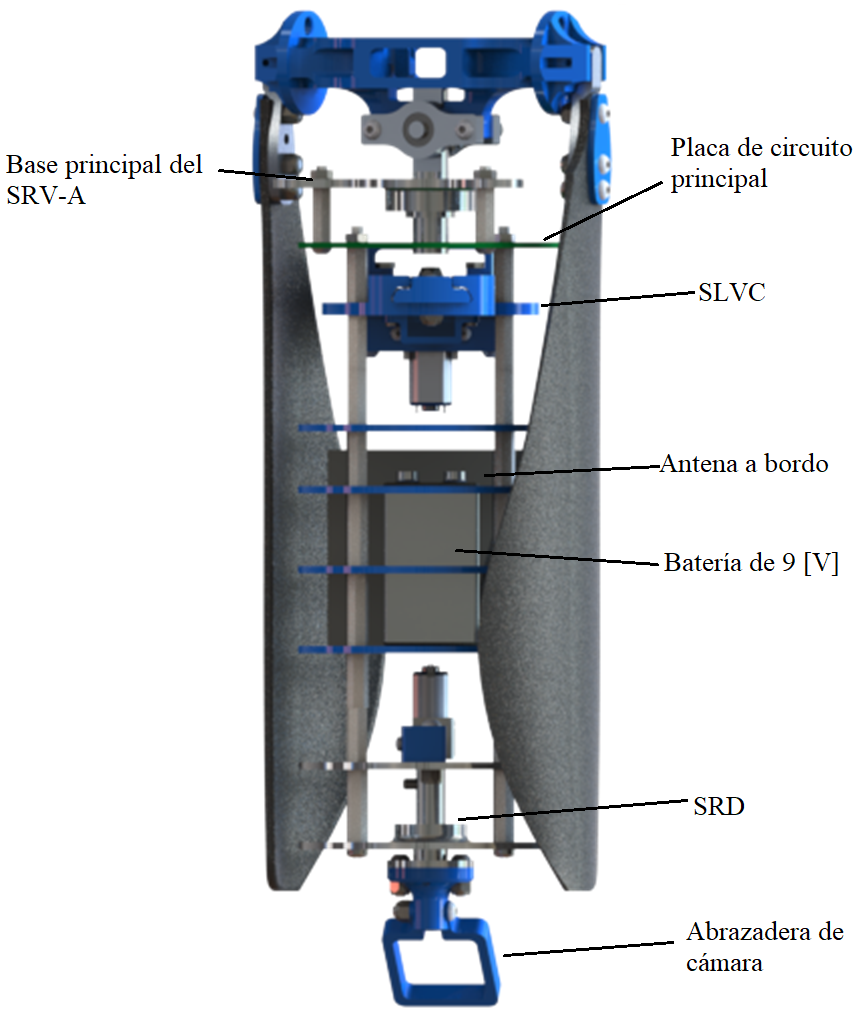 Base principal del
SRV-A
Placa de circuito
principal
SLVC
Antena a bordo
Batería de 9 [V]
SRD
Abrazadera de
cámara